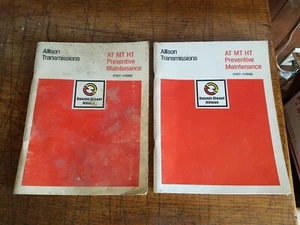 Allison
Transmissions
AT MT HT
Preventive
Maintenance
Detroit Diesel
Allison
Allison
Transmissions
AT MT HT
Preventive
Maintenance
Detroit Diesel
Allison